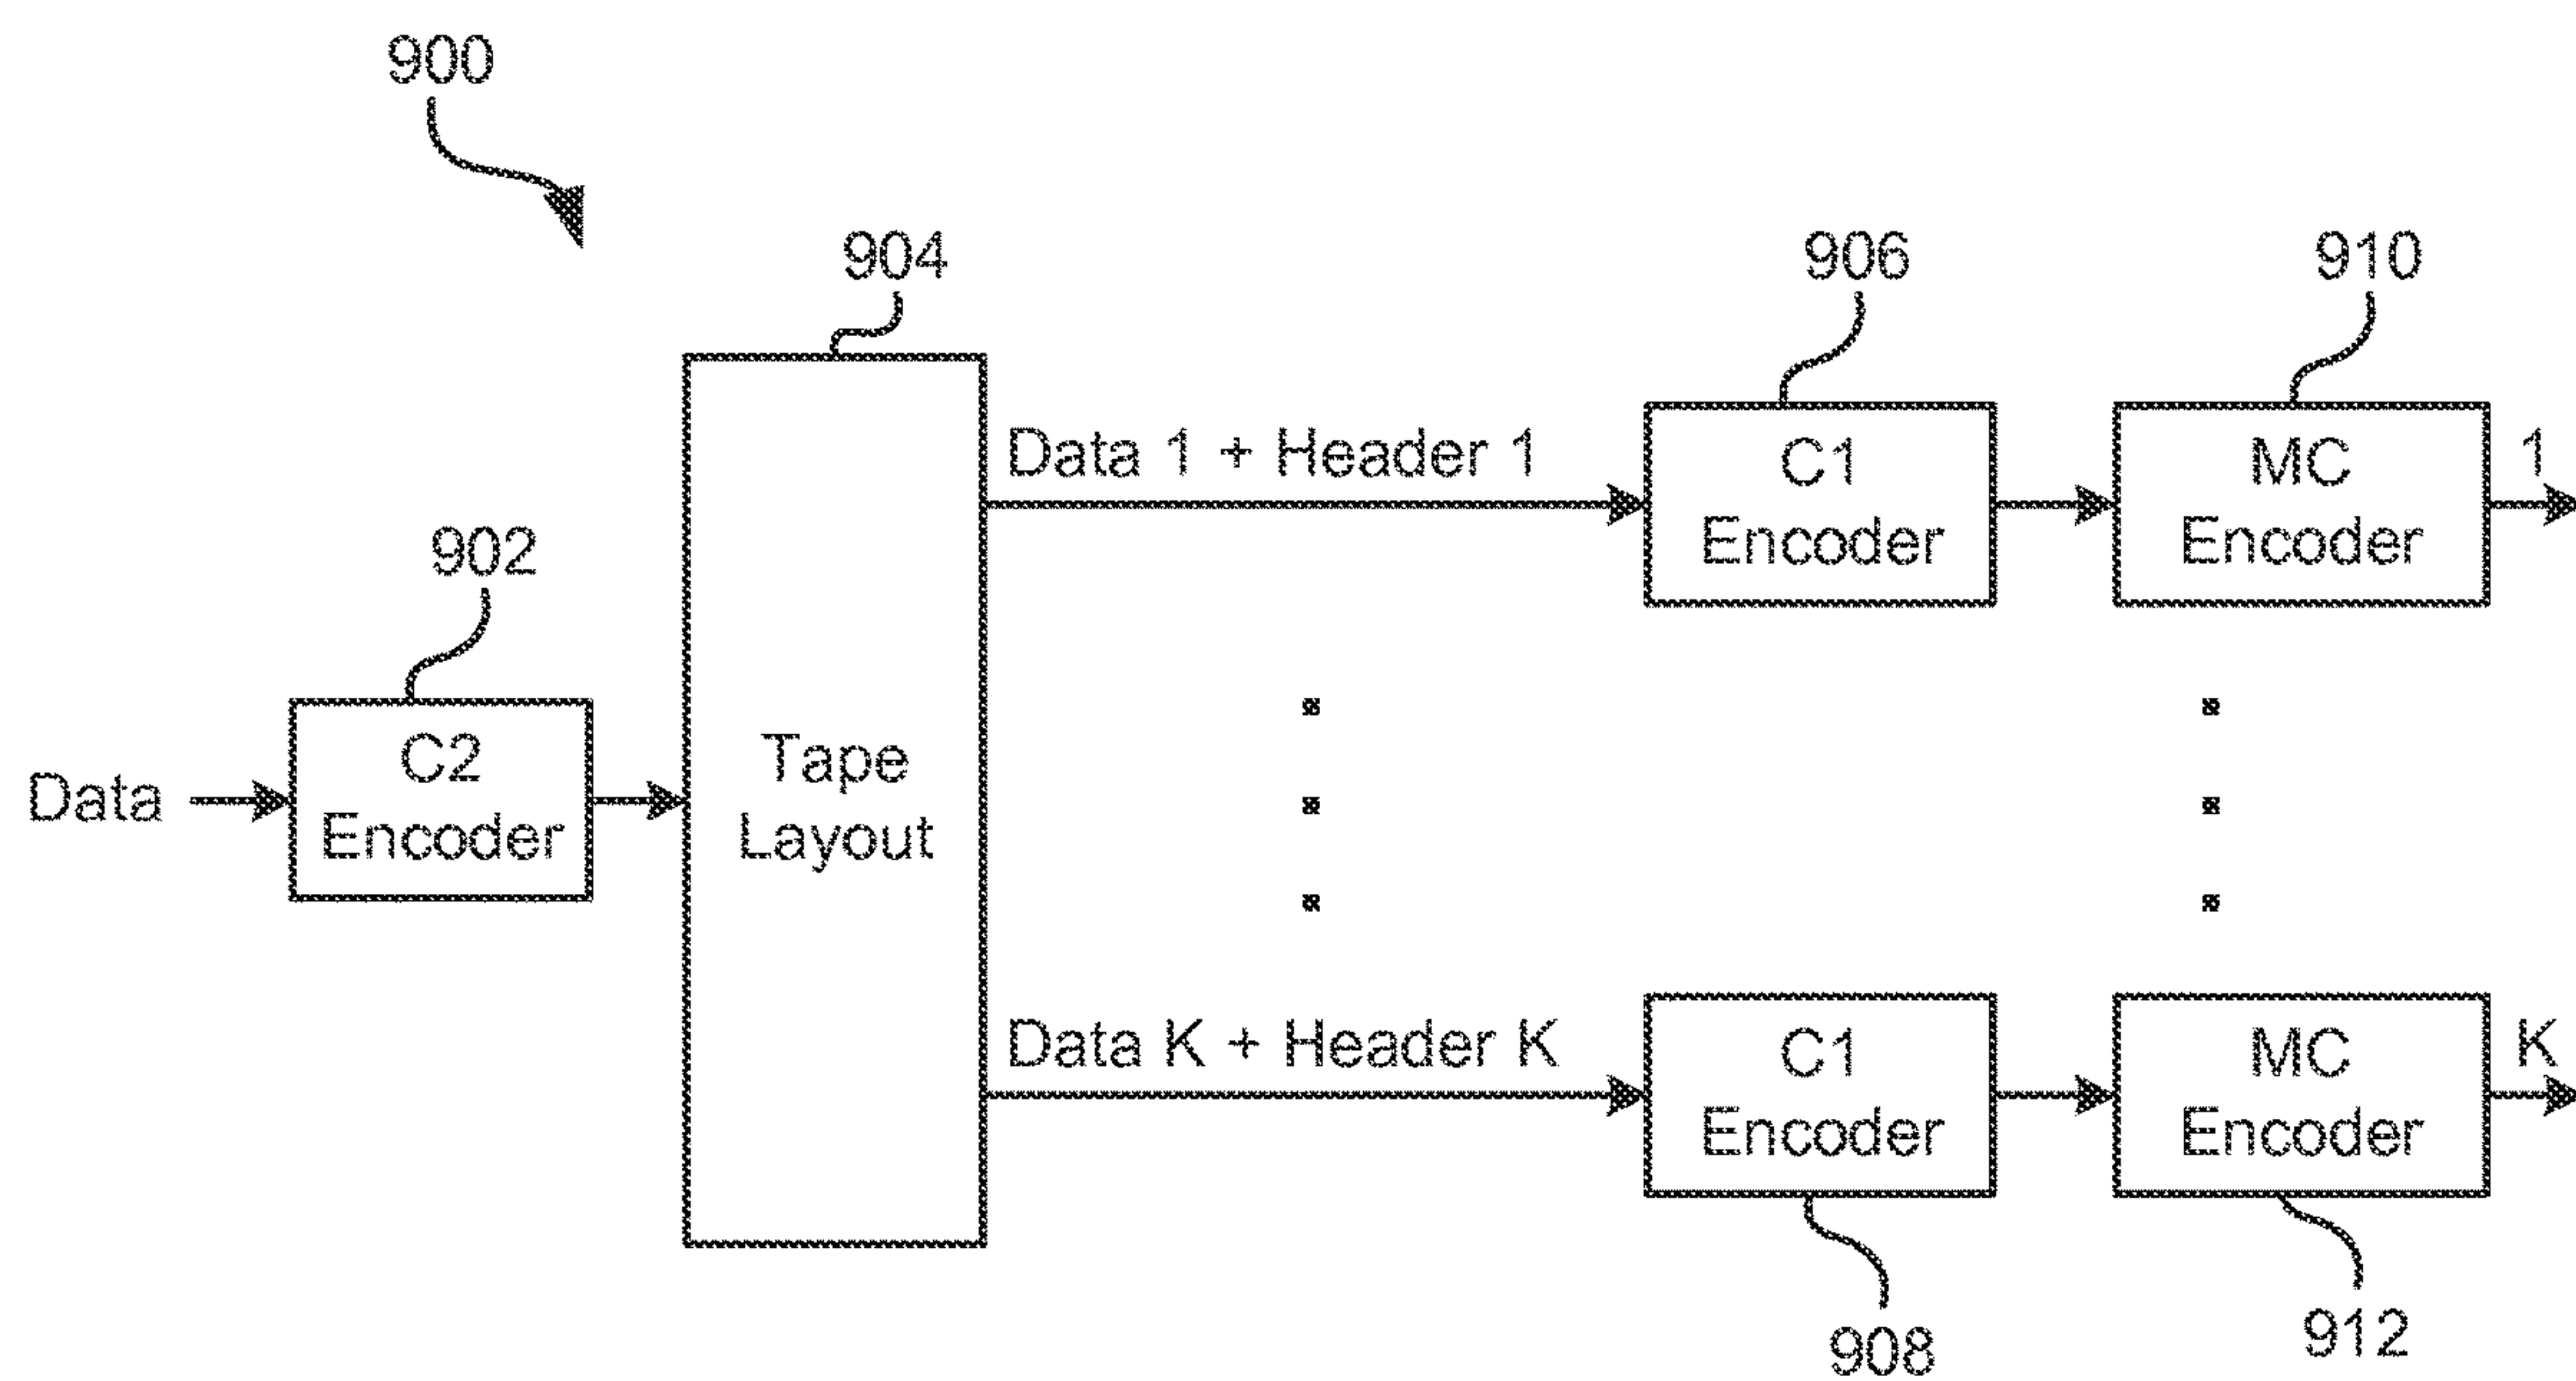 900
904
906
910
Data 1 + Header 1
C1
Encoder
MC
Encoder
1
902
Data
C2
Encoder
Tape
Layout
Data K + Header K
C1
Encoder
MC
Encoder
K
908
912